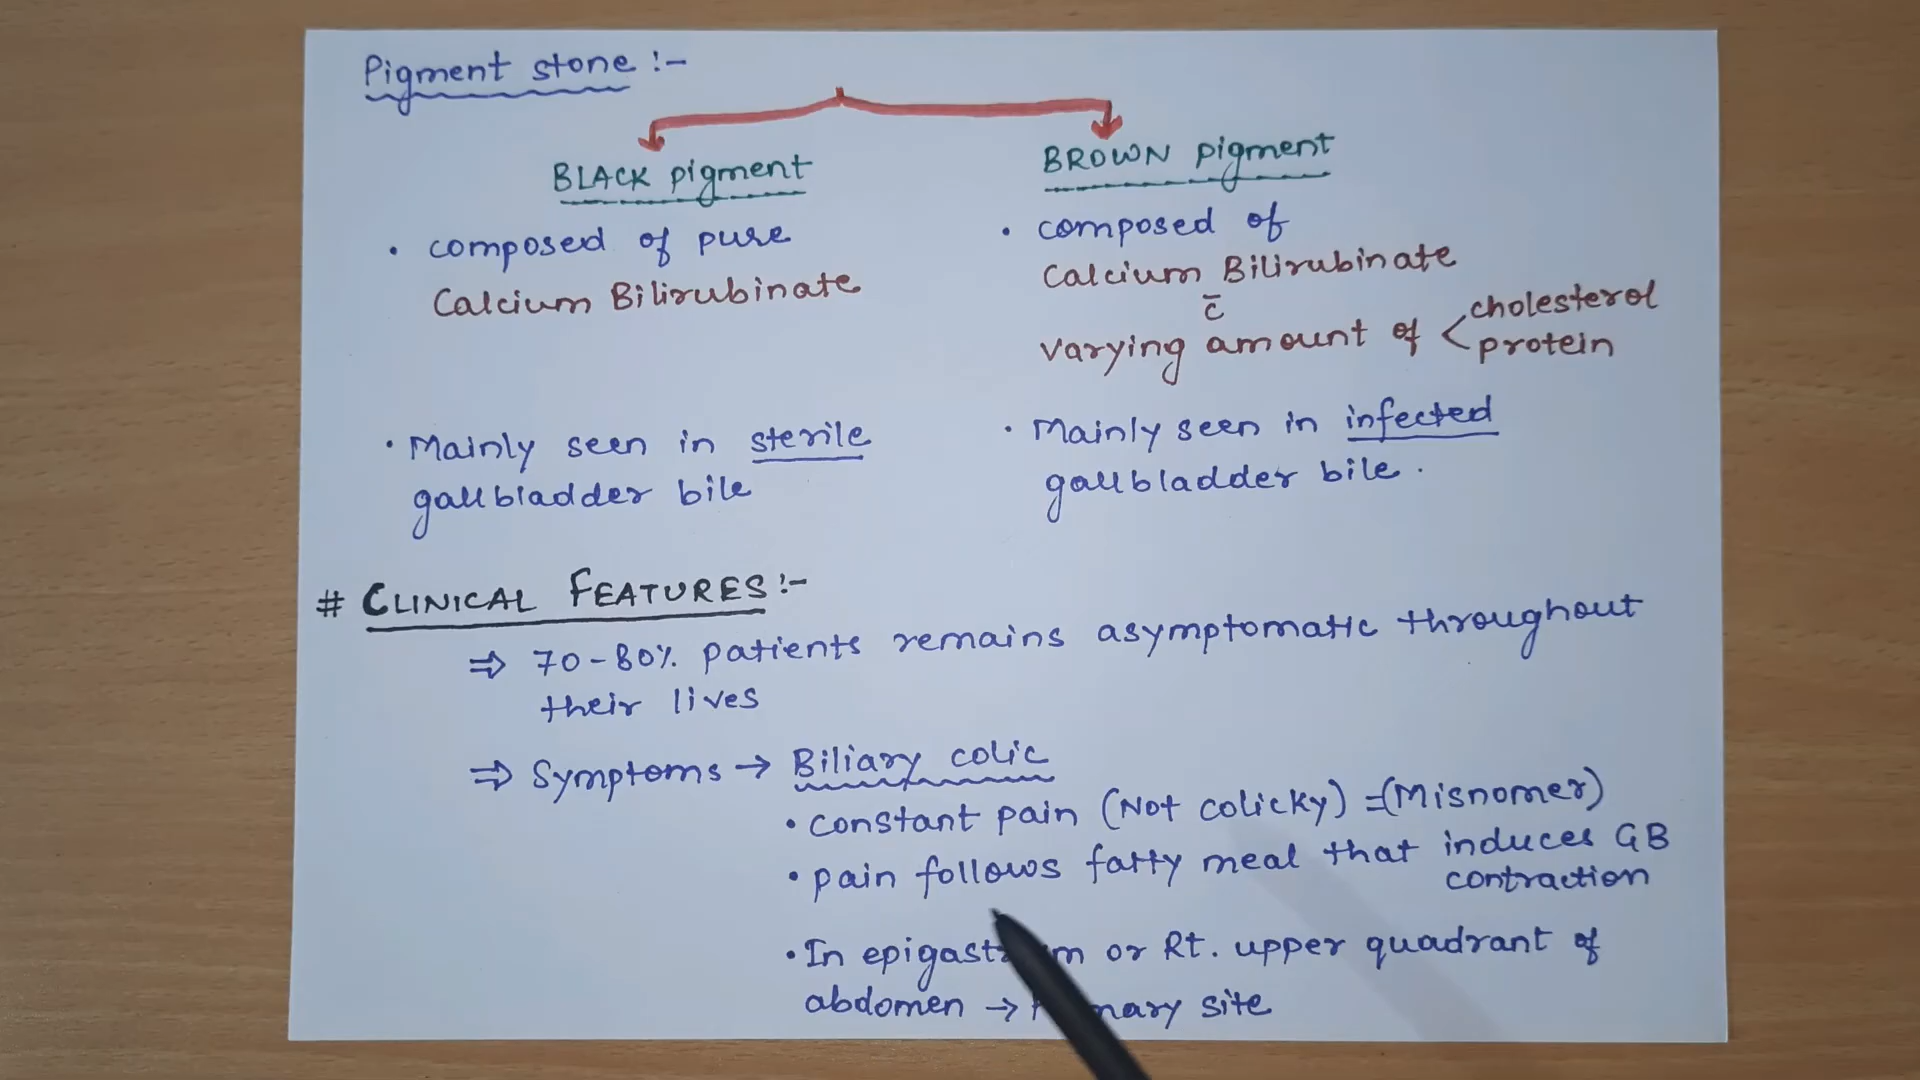 Pigment stone :-
BLACK pigment
• composed of pure
Calcium Bilirubinate
• Mainly seen in sterile
gallbladder bile
BROWN pigment
• composed of
Calcium Bilirubinate
c̄
varying amount of < cholesterol
protein
• Mainly seen in infected
gallbladder bile.
# CLINICAL FEATURES :-
⇒ 70-80% patients remains asymptomatic throughout
their lives
⇒ Symptoms → Biliary colic
• constant pain (Not colicky) = (Misnomer)
• pain follows fatty meal that induces GB
contraction
• In or Rt. upper quadrant of
abdomen → site